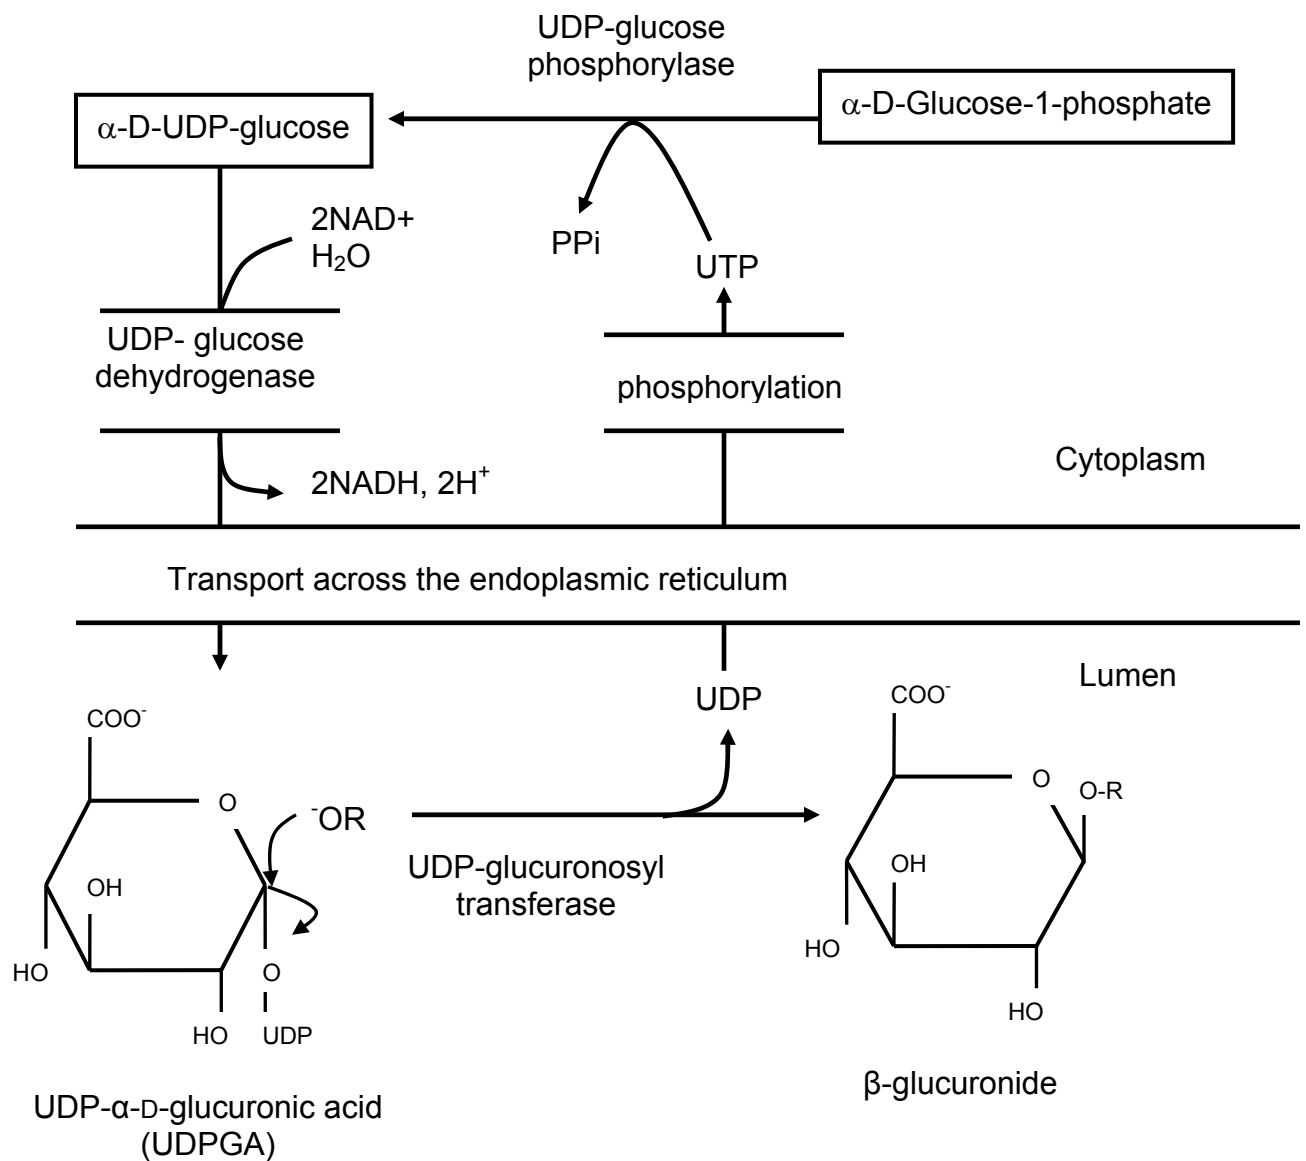 UDP-glucose
phosphorylase
α-D-UDP-glucose
α-D-Glucose-1-phosphate
2NAD+
H₂O
PPi
UTP
UDP- glucose
dehydrogenase
phosphorylation
Cytoplasm
2NADH, 2H⁺
Transport across the endoplasmic reticulum
Lumen
UDP
COO⁻
O
⁻OR
OH
HO
O
HO
UDP
UDP-glucuronosyl
transferase
COO⁻
O
O-R
OH
HO
HO
UDP-α-D-glucuronic acid
(UDPGA)
β-glucuronide